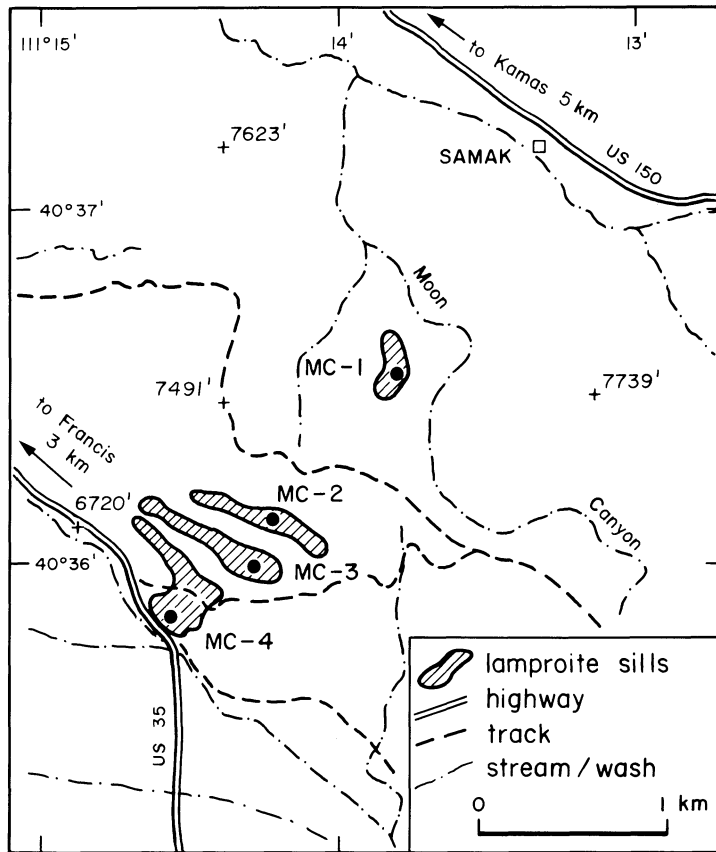 111°15'
14'
13'
to Kamas 5 km
7623'
SAMAK
US 150
40°37'
Moon
MC-1
7491'
7739'
to Francis
3 km
6720'
MC-2
Canyon
40°36'
MC-3
MC-4
US 35
lamproite sills
highway
track
stream/wash
0 1 km